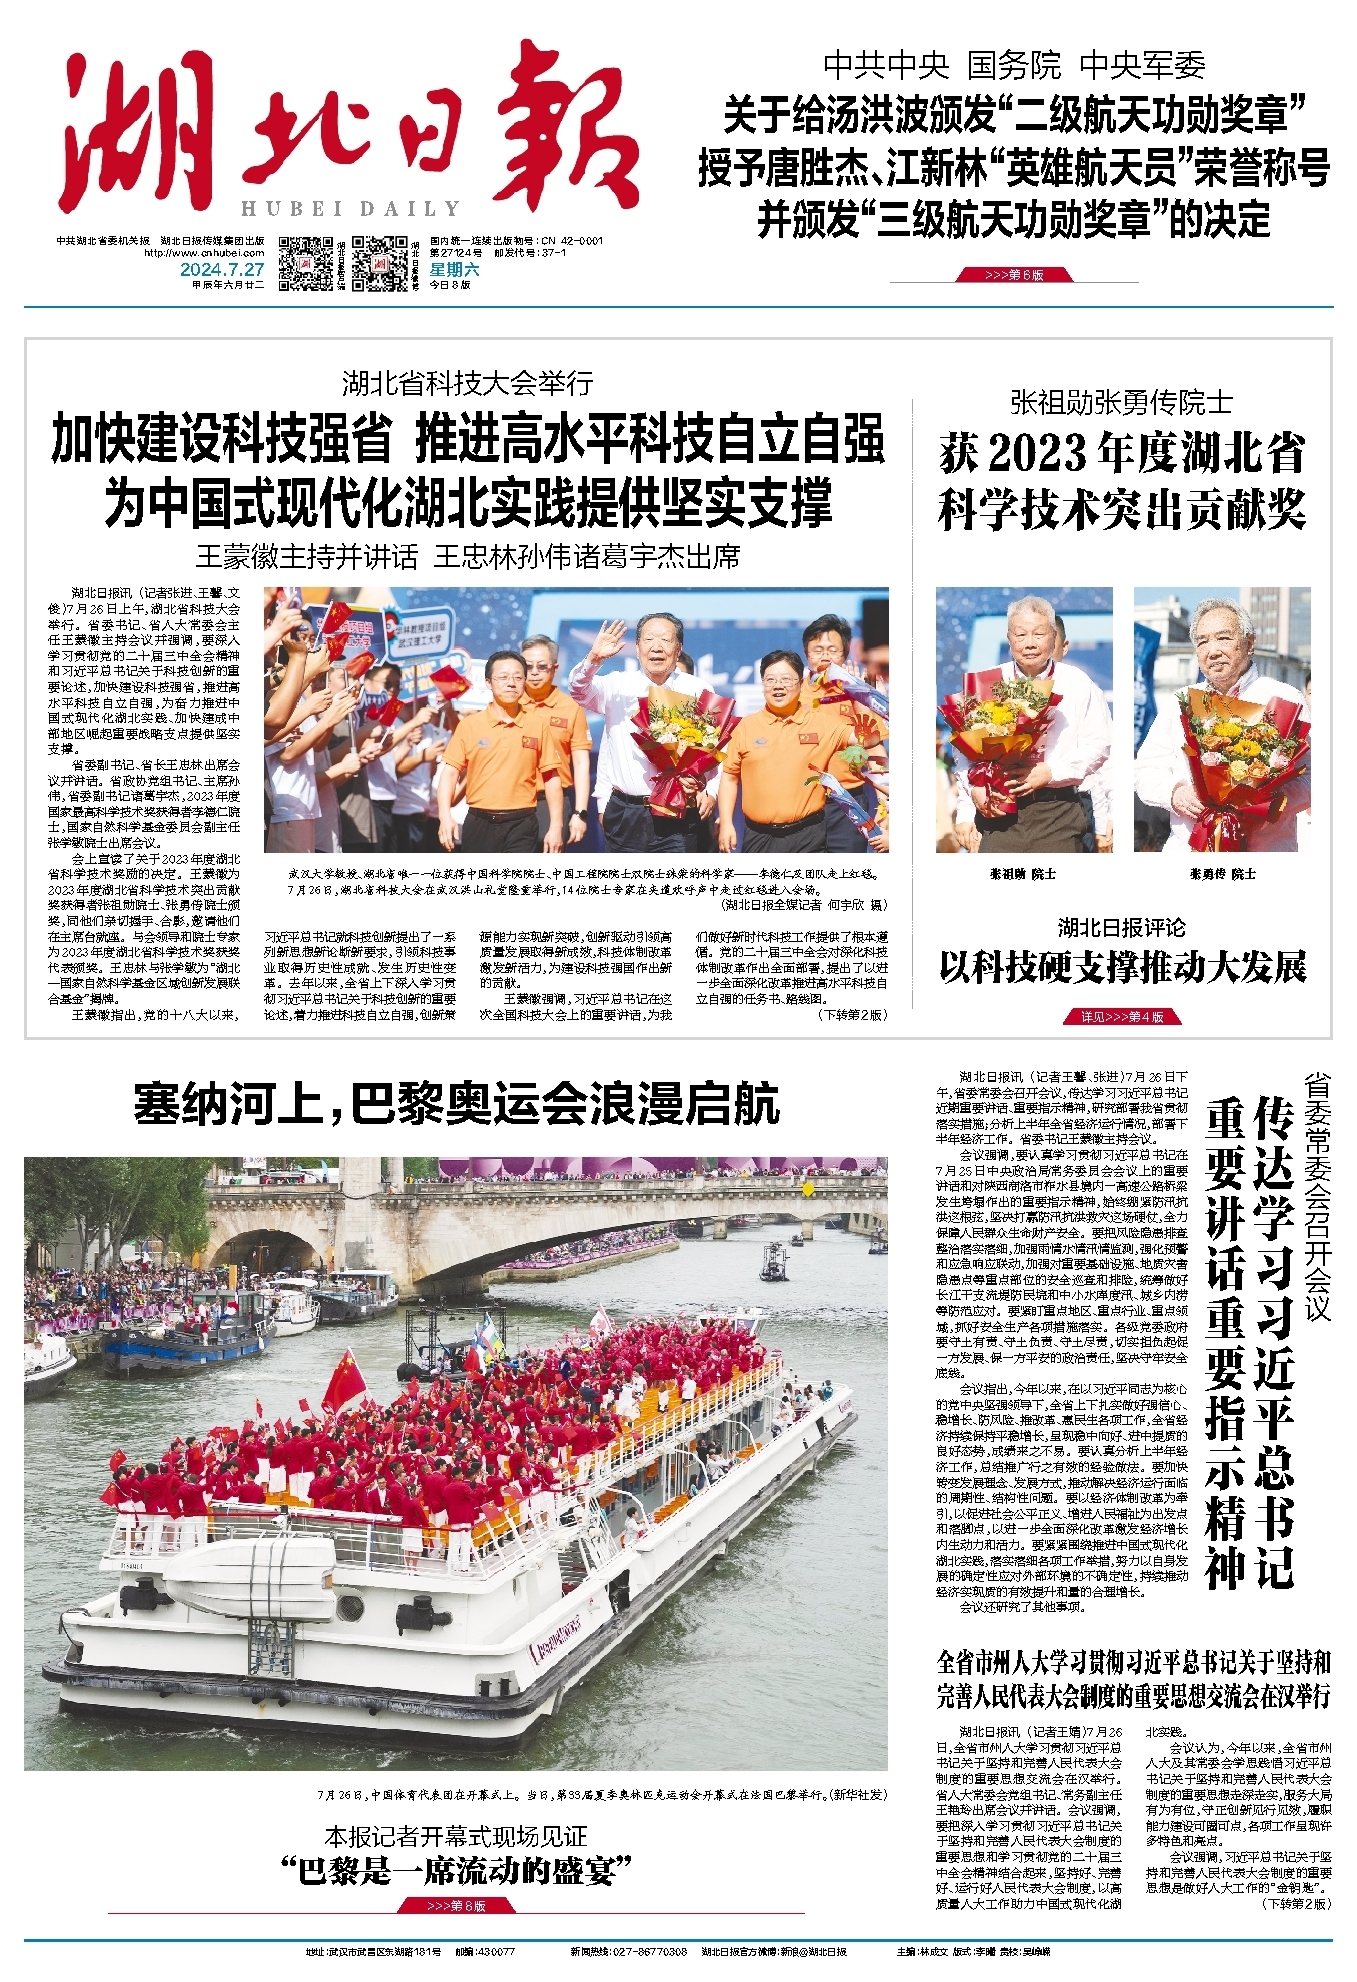 湖北日报
HUBEI DAILY
中共湖北省委机关报 湖北日报传媒集团出版
http://www.cnhubei.com
2024.7.27
甲辰年六月廿二
国内统一连续出版物号:CN 42-0001
第27124号 邮发代号:37-1
星期六
今日8版
中共中央 国务院 中央军委
关于给汤洪波颁发“二级航天功勋奖章”
授予唐胜杰、江新林“英雄航天员”荣誉称号
并颁发“三级航天功勋奖章”的决定
>>>第6版
湖北省科技大会举行
加快建设科技强省 推进高水平科技自立自强
为中国式现代化湖北实践提供坚实支撑
王蒙徽主持并讲话 王忠林孙伟诸葛宇杰出席
湖北日报讯 (记者张进、王馨、文
俊)7月26日上午,湖北省科技大会
举行。省委书记、省人大常委会主
任王蒙徽主持会议并强调,要深入
学习贯彻党的二十届三中全会精神
和习近平总书记关于科技创新的重
要论述,加快建设科技强省,推进高
水平科技自立自强,为奋力推进中
国式现代化湖北实践、加快建成中
部地区崛起重要战略支点提供坚实
支撑。
省委副书记、省长王忠林出席会
议并讲话。省政协党组书记、主席孙
伟,省委副书记诸葛宇杰,2023年度
国家最高科学技术奖获得者李德仁院
士,国家自然科学基金委员会副主任
张学敏院士出席会议。
会上宣读了关于2023年度湖北
省科学技术奖励的决定。王蒙徽为
2023年度湖北省科学技术突出贡献
奖获得者张祖勋院士、张勇传院士颁
奖,同他们亲切握手、合影,邀请他们
在主席台就座。与会领导和院士专家
为2023年度湖北省科学技术奖获奖
代表颁奖。王忠林与张学敏为“湖北
—国家自然科学基金区域创新发展联
合基金”揭牌。
王蒙徽指出,党的十八大以来,
华林教授项目组
武汉理工大学
武汉大学教授、湖北省唯一一位获得中国科学院院士、中国工程院院士双院士殊荣的科学家——李德仁及团队走上红毯。
7月26日,湖北省科技大会在武汉洪山礼堂隆重举行,14位院士专家在夹道欢呼声中走过红毯进入会场。
(湖北日报全媒记者 何宇欣 摄)
习近平总书记就科技创新提出了一系
列新思想新论断新要求,引领科技事
业取得历史性成就、发生历史性变
革。去年以来,全省上下深入学习贯
彻习近平总书记关于科技创新的重要
论述,着力推进科技自立自强,创新策
源能力实现新突破,创新驱动引领高
质量发展取得新成效,科技体制改革
激发新活力,为建设科技强国作出新
的贡献。
王蒙徽强调,习近平总书记在这
次全国科技大会上的重要讲话,为我
们做好新时代科技工作提供了根本遵
循。党的二十届三中全会对深化科技
体制改革作出全面部署,提出了以进
一步全面深化改革推进高水平科技自
立自强的任务书、路线图。
(下转第2版)
张祖勋张勇传院士
获2023年度湖北省
科学技术突出贡献奖
张祖勋 院士
张勇传 院士
湖北日报评论
以科技硬支撑推动大发展
详见>>>第4版
塞纳河上,巴黎奥运会浪漫启航
7月26日,中国体育代表团在开幕式上。当日,第33届夏季奥林匹克运动会开幕式在法国巴黎举行。(新华社发)
本报记者开幕式现场见证
“巴黎是一席流动的盛宴”
>>>第8版
省委常委会召开会议
传达学习习近平总书记
重要讲话重要指示精神
湖北日报讯 (记者王馨、张进)7月26日下
午,省委常委会召开会议,传达学习习近平总书记
近期重要讲话、重要指示精神,研究部署我省贯彻
落实措施;分析上半年全省经济运行情况,部署下
半年经济工作。省委书记王蒙徽主持会议。
会议强调,要认真学习贯彻习近平总书记在
7月25日中央政治局常务委员会会议上的重要
讲话和对陕西商洛市柞水县境内一高速公路桥梁
发生垮塌作出的重要指示精神,始终绷紧防汛抗
洪这根弦,坚决打赢防汛抗洪救灾这场硬仗,全力
保障人民群众生命财产安全。要把风险隐患排查
整治落实落细,加强雨情水情汛情监测,强化预警
和应急响应联动,加强对重要基础设施、地质灾害
隐患点等重点部位的安全巡查和排险,统筹做好
长江干支流堤防民垸和中小水库度汛、城乡内涝
等防范应对。要紧盯重点地区、重点行业、重点领
域,抓好安全生产各项措施落实。各级党委政府
要守土有责、守土负责、守土尽责,切实担负起促
一方发展、保一方平安的政治责任,坚决守牢安全
底线。
会议指出,今年以来,在以习近平同志为核心
的党中央坚强领导下,全省上下扎实做好强信心、
稳增长、防风险、推改革、惠民生各项工作,全省经
济持续保持平稳增长,呈现稳中向好、进中提质的
良好态势,成绩来之不易。要认真分析上半年经
济工作,总结推广行之有效的经验做法。要加快
转变发展理念、发展方式,推动解决经济运行面临
的周期性、结构性问题。要以经济体制改革为牵
引,以促进社会公平正义、增进人民福祉为出发点
和落脚点,以进一步全面深化改革激发经济增长
内生动力和活力。要紧紧围绕推进中国式现代化
湖北实践,落实落细各项工作举措,努力以自身发
展的确定性应对外部环境的不确定性,持续推动
经济实现质的有效提升和量的合理增长。
会议还研究了其他事项。
全省市州人大学习贯彻习近平总书记关于坚持和
完善人民代表大会制度的重要思想交流会在汉举行
湖北日报讯 (记者王婧)7月26
日,全省市州人大学习贯彻习近平总
书记关于坚持和完善人民代表大会
制度的重要思想交流会在汉举行。
省人大常委会党组书记、常务副主任
王艳玲出席会议并讲话。会议强调,
要把深入学习贯彻习近平总书记关
于坚持和完善人民代表大会制度的
重要思想和学习贯彻党的二十届三
中全会精神结合起来,坚持好、完善
好、运行好人民代表大会制度,以高
质量人大工作助力中国式现代化湖
北实践。
会议认为,今年以来,全省市州
人大及其常委会学思践悟习近平总
书记关于坚持和完善人民代表大会
制度的重要思想走深走实,服务大局
有为有位,守正创新见行见效,履职
能力建设可圈可点,各项工作呈现许
多特色和亮点。
会议强调,习近平总书记关于坚
持和完善人民代表大会制度的重要
思想是做好人大工作的“金钥匙”。
(下转第2版)
地址:武汉市武昌区东湖路181号 邮编:430077 新闻热线:027-86770308 湖北日报官方微博:新浪@湖北日报 主编:林成文 版式:李曙 责校:吴峥嵘